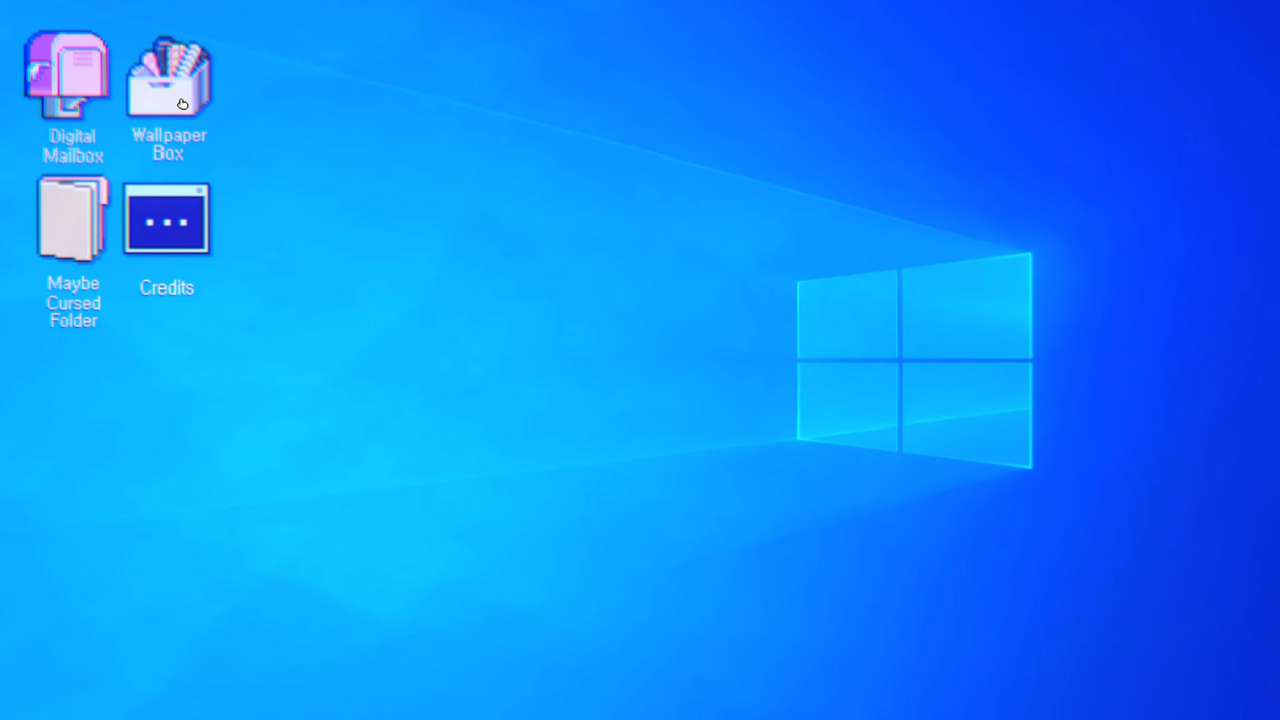 Digital
Mailbox
Wallpaper
Box
Maybe
Cursed
Folder
Credits